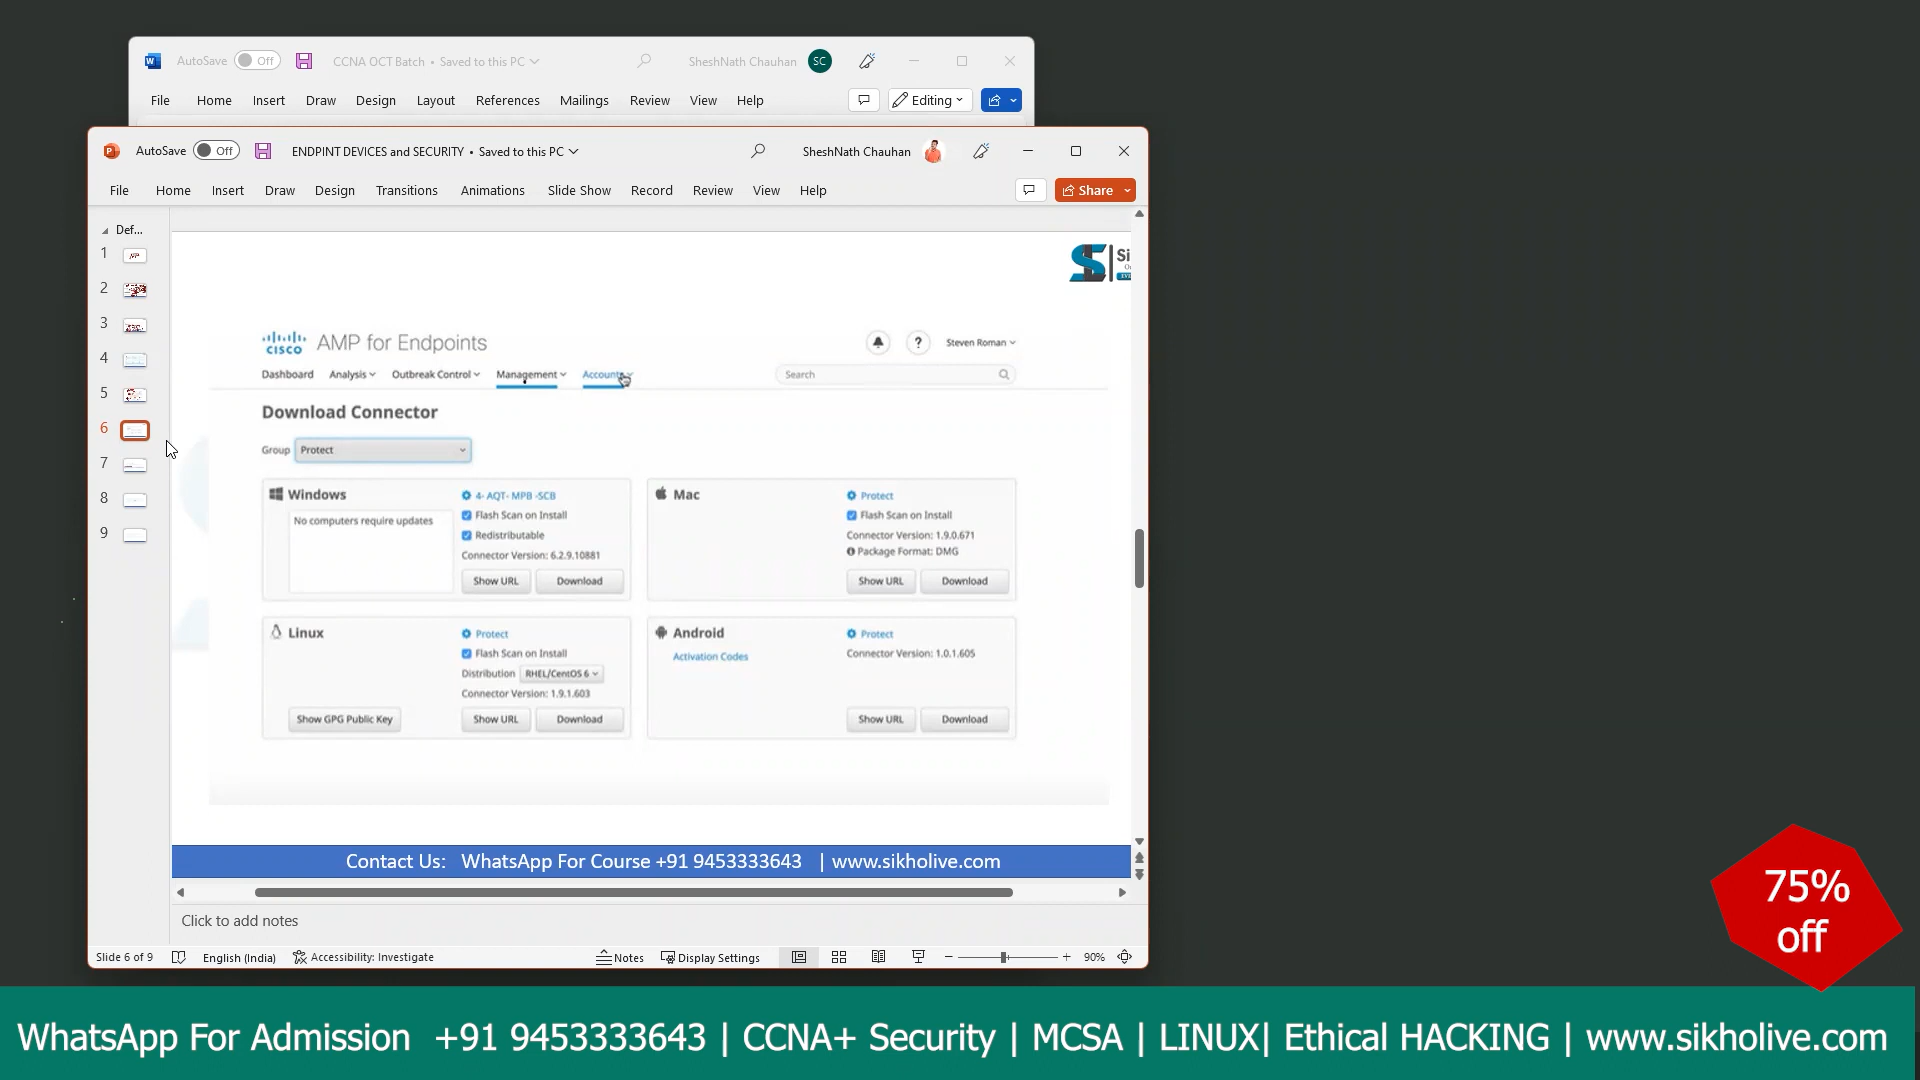 AutoSave Off CCNA OCT Batch • Saved to this PC SheshNath Chauhan SC
File Home Insert Draw Design Layout References Mailings Review View Help Editing
AutoSave Off ENDPINT DEVICES and SECURITY • Saved to this PC SheshNath Chauhan
File Home Insert Draw Design Transitions Animations Slide Show Record Review View Help Share
Def...
1
2
3
4
5
6
7
8
9
Si
CISCO AMP for Endpoints ? Steven Roman
Dashboard Analysis Outbreak Control Management Accounts Search
Download Connector
Group Protect
Windows
No computers require updates
4- AQT- MPB -SCB
Flash Scan on Install
Redistributable
Connector Version: 6.2.9.10881
Show URL Download
Mac
Protect
Flash Scan on Install
Connector Version: 1.9.0.671
Package Format: DMG
Show URL Download
Linux
Protect
Flash Scan on Install
Distribution RHEL/CentOS 6
Connector Version: 1.9.1.603
Show GPG Public Key Show URL Download
Android
Activation Codes
Protect
Connector Version: 1.0.1.605
Show URL Download
Contact Us: WhatsApp For Course +91 9453333643 | www.sikholive.com
Click to add notes
Slide 6 of 9 English (India) Accessibility: Investigate Notes Display Settings 90%
75%
off
WhatsApp For Admission +91 9453333643 | CCNA+ Security | MCSA | LINUX| Ethical HACKING | www.sikholive.com